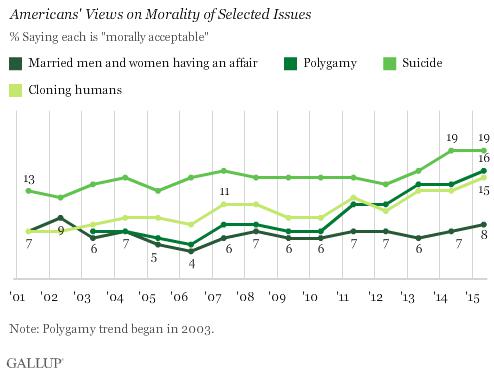 Americans' Views on Morality of Selected Issues
% Saying each is "morally acceptable"
Married men and women having an affair Polygamy Suicide
Cloning humans
19 19
16
13
15
11
9
7 7 6 7 6 6 7 7 6 7 8
5
4
'01 '02 '03 '04 '05 '06 '07 '08 '09 '10 '11 '12 '13 '14 '15
Note: Polygamy trend began in 2003.
GALLUP®